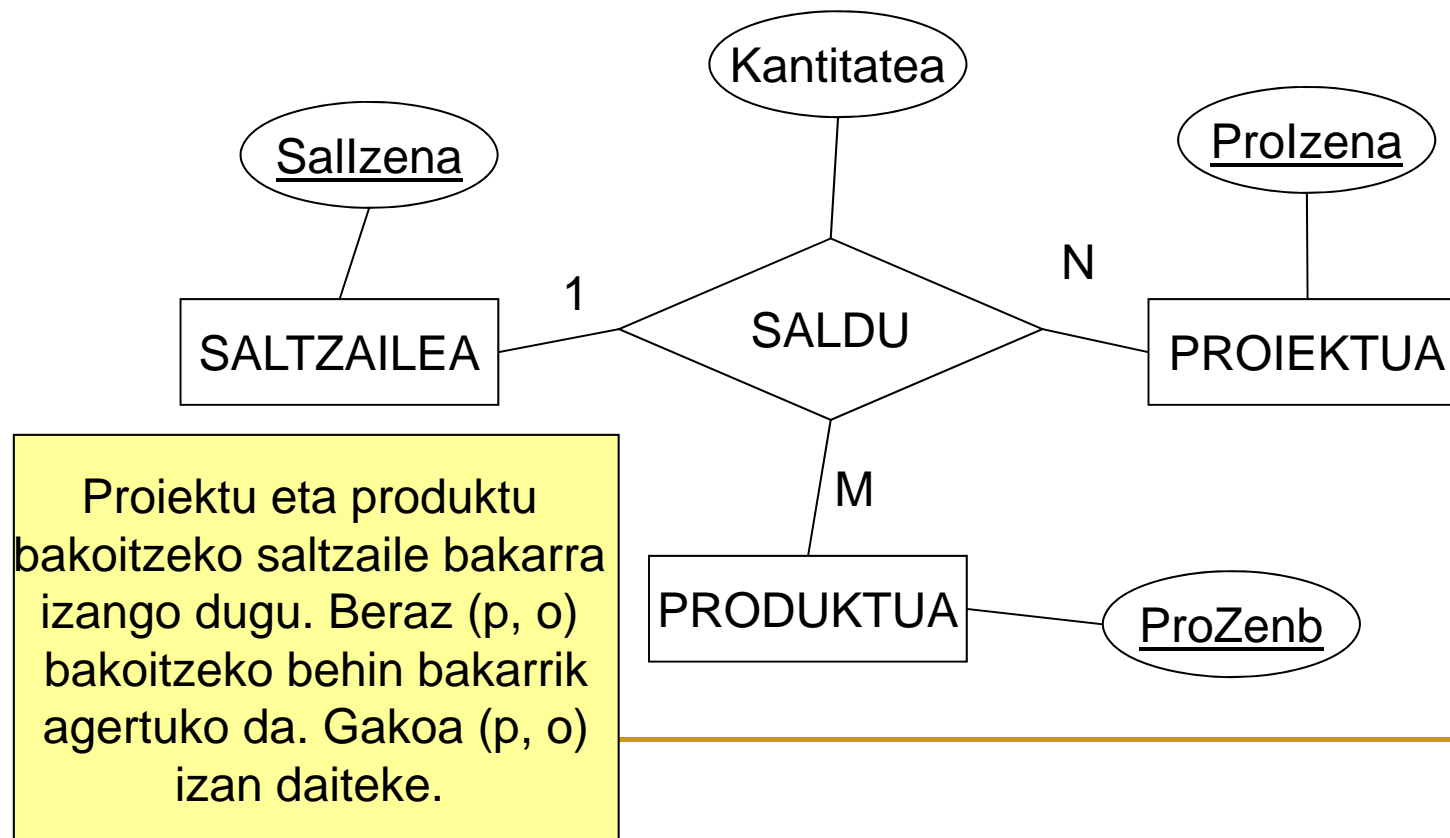 Kantitatea
SalIzena
ProIzena
1
N
SALTZAILEA
SALDU
PROIEKTUA
M
PRODUKTUA
ProZenb
Proiektu eta produktu
bakoitzeko saltzaile bakarra
izango dugu. Beraz (p, o)
bakoitzeko behin bakarrik
agertuko da. Gakoa (p, o)
izan daiteke.